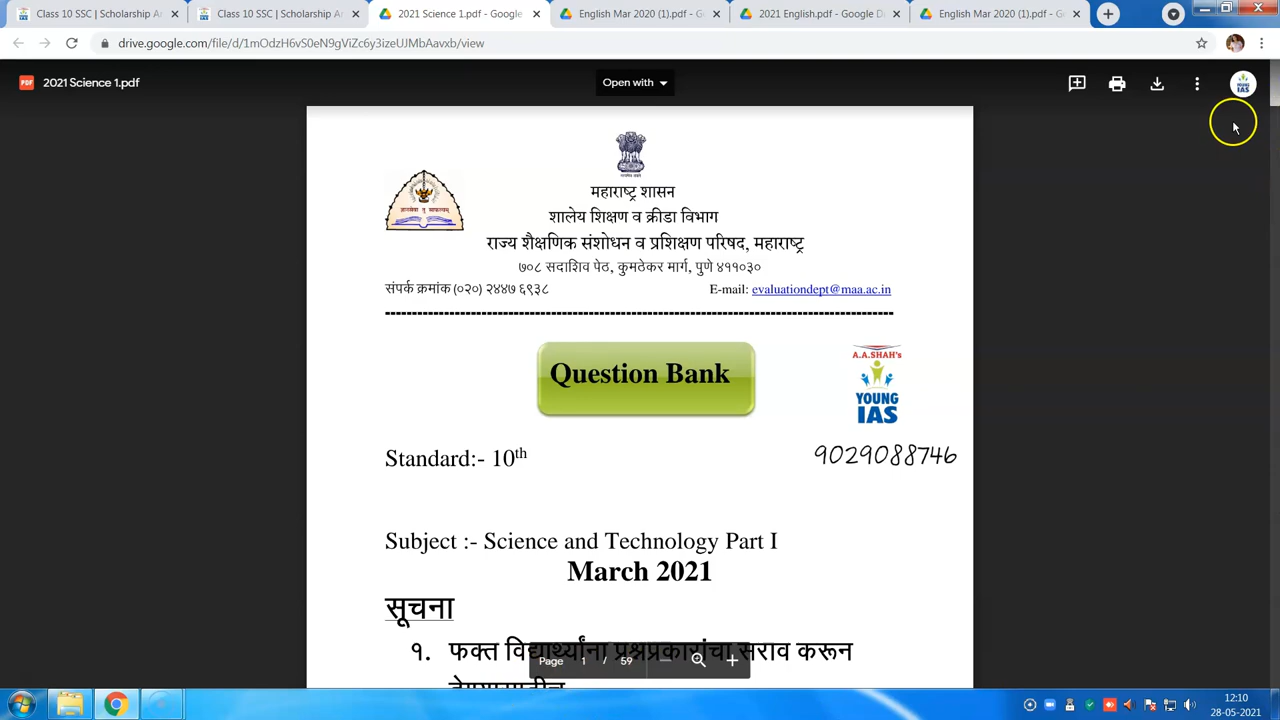 Class 10 SSC | Scholarship Ar
Class 10 SSC | Scholarship Ar
2021 Science 1.pdf - Google
English Mar 2020 (1).pdf - G
2021 English.pdf - Google D
English Mar 2020 (1).pdf - G
drive.google.com/file/d/1mOdzH6vS0eN9gViZc6y3izeUJMbAavxb/view
PDF 2021 Science 1.pdf
Open with
YOUNG IAS
महाराष्ट्र शासन
शालेय शिक्षण व क्रीडा विभाग
राज्य शैक्षणिक संशोधन व प्रशिक्षण परिषद, महाराष्ट्र
७०८ सदाशिव पेठ, कुमठेकर मार्ग, पुणे ४११०३०
संपर्क क्रमांक (०२०) २४४७ ६९३८ E-mail: evaluationdept@maa.ac.in
Question Bank
A.A.SHAH's
YOUNG
IAS
Standard:- 10th
9029088746
Subject :- Science and Technology Part I
March 2021
सूचना
१. फक्त विद्यार्थ्यांना प्रश्नप्रकारांचा सराव करून
Page 1 / 59
12:10
28-05-2021